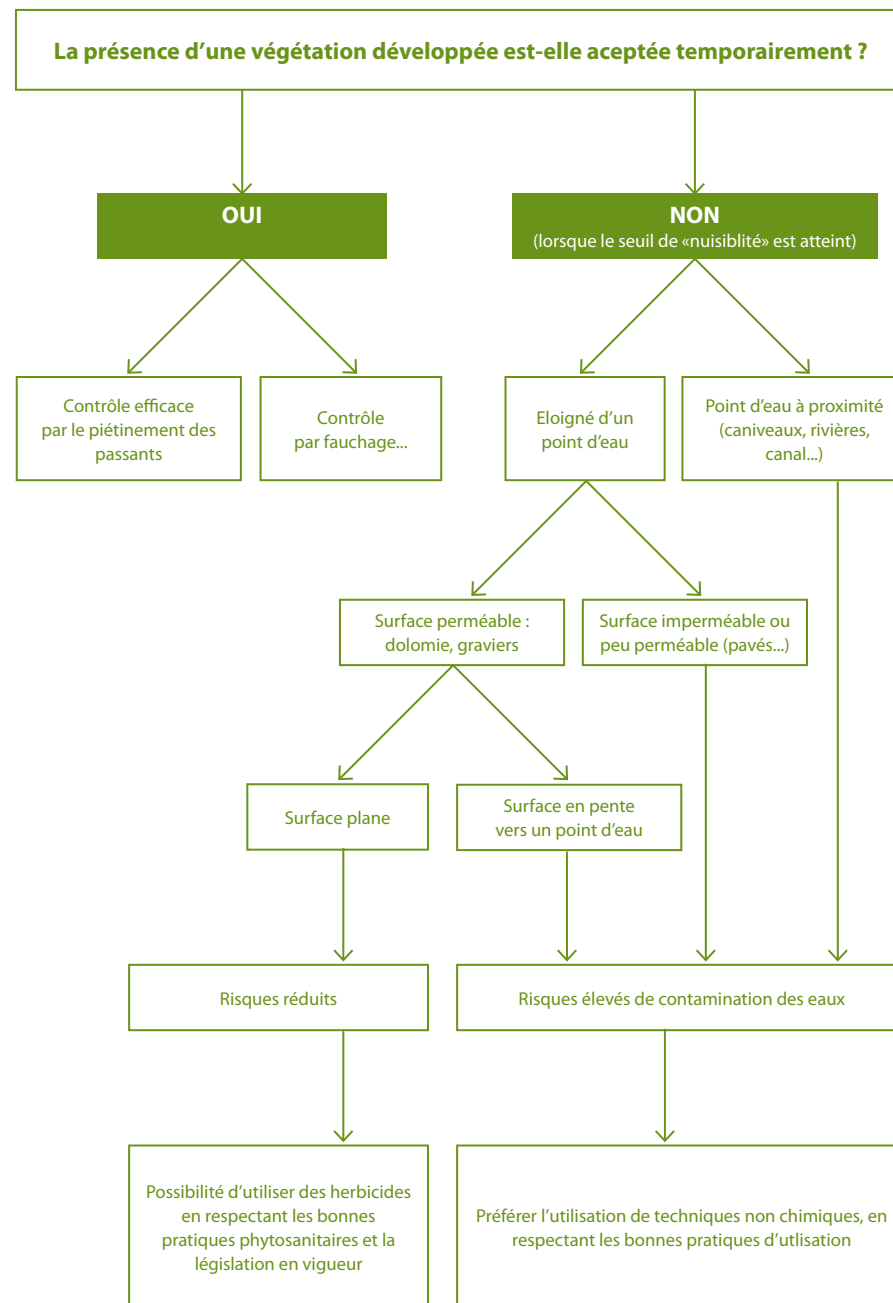 La présence d’une végétation développée est-elle aceptée temporairement ?
OUI
NON
(lorsque le seuil de «nuisiblité» est atteint)
Contrôle efficace
par le piétinement des
passants
Contrôle
par fauchage...
Eloigné d’un
point d’eau
Point d’eau à proximité
(caniveaux, rivières,
canal...)
Surface perméable :
dolomie, graviers
Surface imperméable ou
peu perméable (pavés...)
Surface plane
Surface en pente
vers un point d’eau
Risques réduits
Risques élevés de contamination des eaux
Possibilité d’utiliser des herbicides
en respectant les bonnes
pratiques phytosanitaires et la
législation en vigueur
Préférer l’utilisation de techniques non chimiques, en
respectant les bonnes pratiques d’utlisation